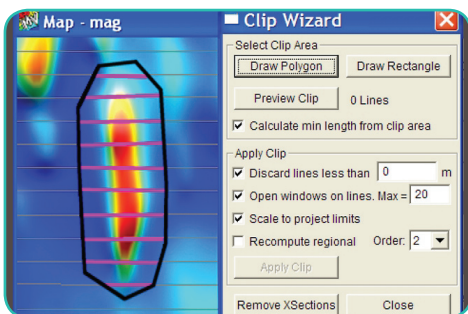 Map - mag
Clip Wizard
Select Clip Area
Draw Polygon
Draw Rectangle
Preview Clip
0 Lines
Calculate min length from clip area
Apply Clip
Discard lines less than 0 m
Open windows on lines. Max = 20
Scale to project limits
Recompute regional Order: 2
Apply Clip
Remove XSections
Close